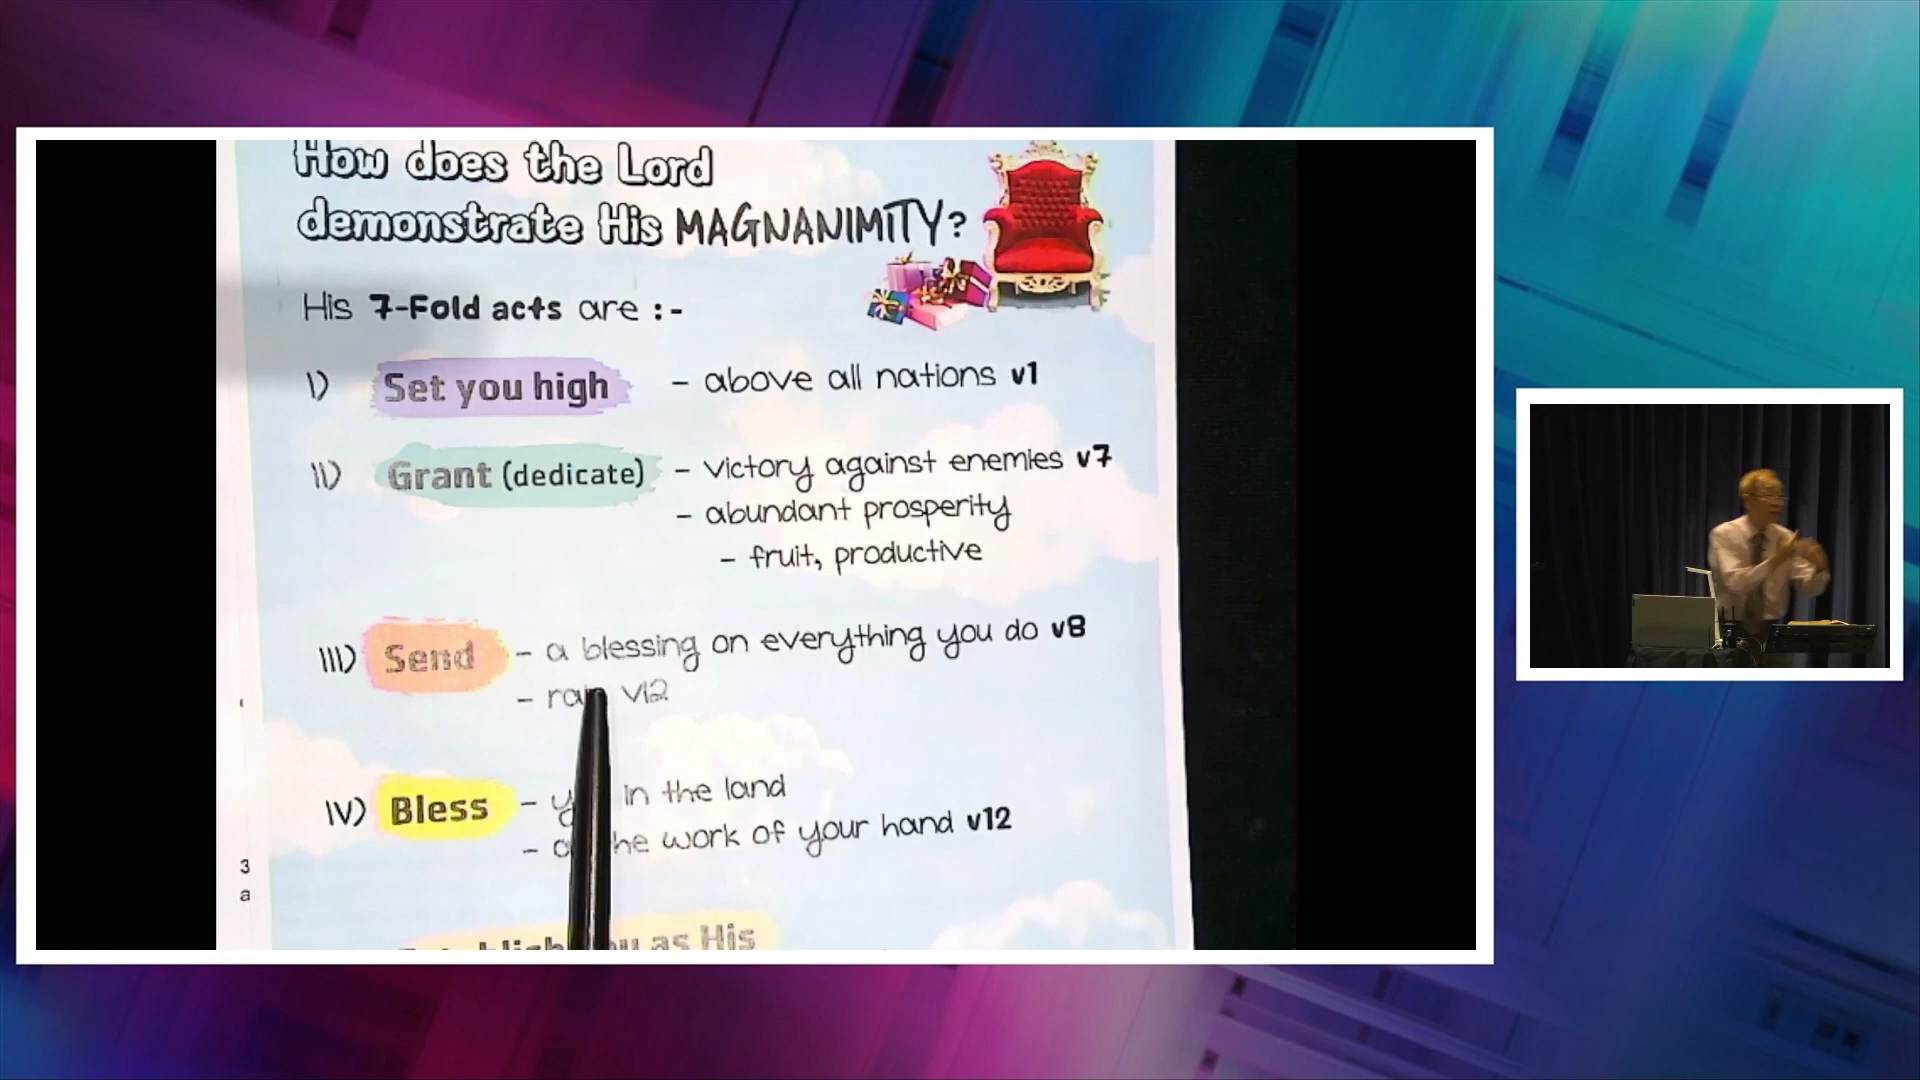 How does the Lord
demonstrate His MAGNANIMITY?
His 7-Fold acts are :-
I) Set you high - above all nations v1
II) Grant (dedicate) - victory against enemies v7
- abundant prosperity
- fruit, productive
III) Send - a blessing on everything you do v8
- v12
IV) Bless - in the land
- work of your hand v12
3
a
as His